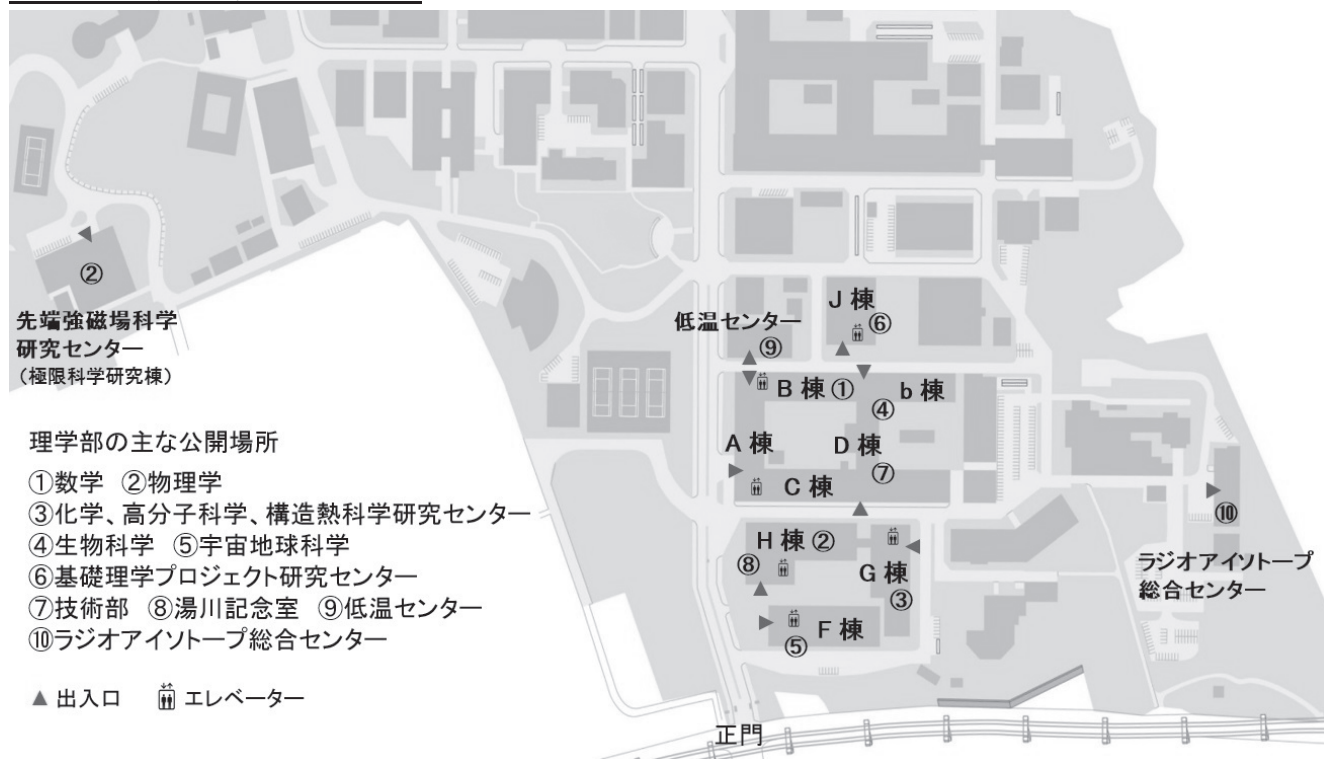 ②
先端強磁場科学
研究センター
（極限科学研究棟）
J 棟
⑥
低温センター
⑨
B 棟 ①
b 棟
④
A 棟
D 棟
⑦
C 棟
H 棟 ②
⑧
G 棟
③
F 棟
⑤
⑩
ラジオアイソトープ
総合センター
理学部の主な公開場所
①数学 ②物理学
③化学、高分子科学、構造熱科学研究センター
④生物科学 ⑤宇宙地球科学
⑥基礎理学プロジェクト研究センター
⑦技術部 ⑧湯川記念室 ⑨低温センター
⑩ラジオアイソトープ総合センター
▲ 出入口 エレベーター
正門